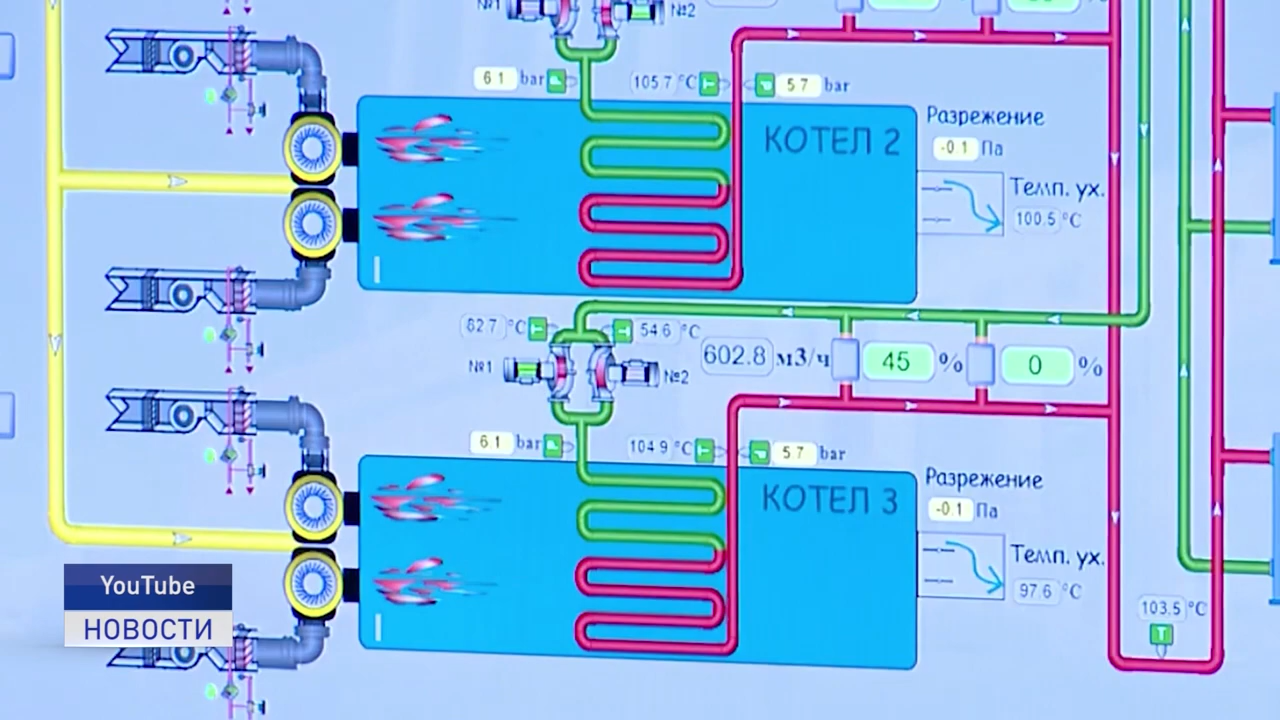 №1
№2
6.1 bar
105.7 °C
5.7 bar
КОТЕЛ 2
Разрежение
-0.1 Па
Темп. ух.
100.5 °C
54.6 °C
№1
№2
602.8 м3/ч
45 %
0 %
6.1 bar
104.9 °C
5.7 bar
КОТЕЛ 3
Разрежение
-0.1 Па
Темп. ух.
97.6 °C
103.5 °C
YouTube
НОВОСТИ